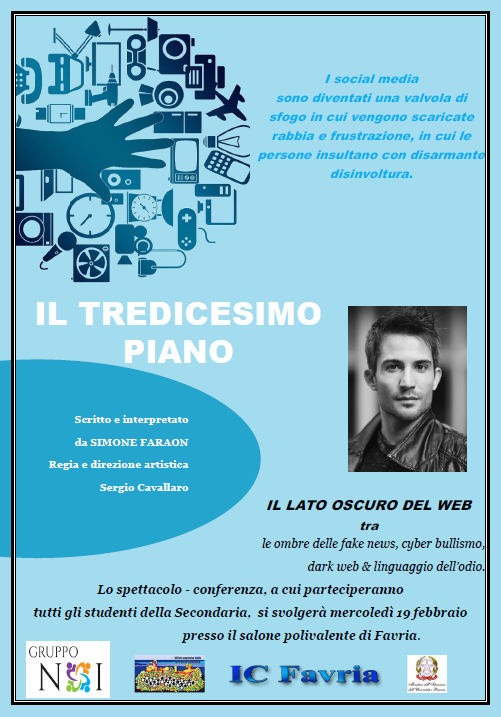 I social media
sono diventati una valvola di
sfogo in cui vengono scaricate
rabbia e frustrazione, in cui le
persone insultano con disarmante
disinvoltura.
IL TREDICESIMO
PIANO
Scritto e interpretato
da SIMONE FARAON
Regia e direzione artistica
Sergio Cavallaro
IL LATO OSCURO DEL WEB
tra
le ombre delle fake news, cyber bullismo,
dark web & linguaggio dell'odio.
Lo spettacolo - conferenza, a cui parteciperanno
tutti gli studenti della Secondaria, si svolgerà mercoledì 19 febbraio
presso il salone polivalente di Favria.
GRUPPO
NOI
IC Favria